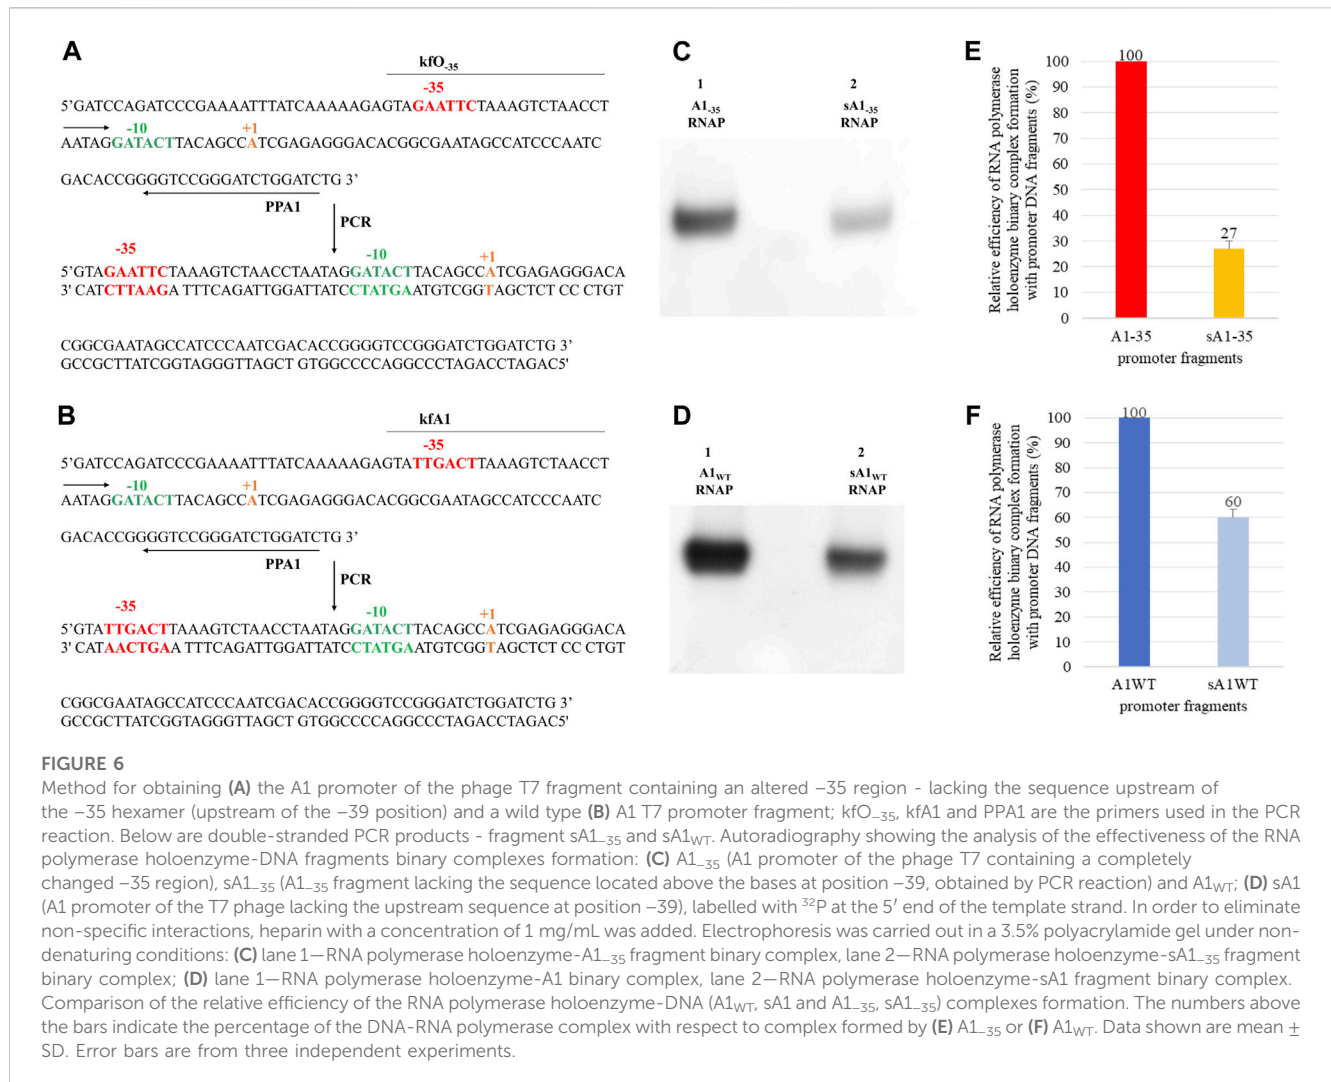 A
kfO₋₃₅
-35
5'GATCCAGATCCCGAAAATTTATCAAAAAGAGTAGAATTCTAAAGTCTAACCT
-10
+1
AATAGGATACTTACAGCCATCGAGAGGGACACGGCGAATAGCCATCCCAATC
GACACCGGGGTCCGGGATCTGGATCTG 3'
PPA1
PCR
-35
-10
+1
5'GTAGAATTCTAAAGTCTAACCTAATAGGATACTTACAGCCATCGAGAGGGACA
3' CATCTTAAGA TTTCAGATTGGATTATCCTATGAATGTCGGTAGCTCT CC CTGT
CGGCGAATAGCCATCCCAATCGACACCGGGGTCCGGGATCTGGATCTG 3'
GCCGCTTATCGGTAGGGTTAGCT GTGGCCCCAGGCCCTAGACCTAGAC5'
B
kfA1
-35
5'GATCCAGATCCCGAAAATTTATCAAAAAGAGTATTGACTTAAAGTCTAACCT
-10
+1
AATAGGATACTTACAGCCATCGAGAGGGACACGGCGAATAGCCATCCCAATC
GACACCGGGGTCCGGGATCTGGATCTG 3'
PPA1
PCR
-35
-10
+1
5'GTATTGACTTAAAGTCTAACCTAATAGGATACTTACAGCCATCGAGAGGGACA
3' CATAACTGAA TTTCAGATTGGATTATCCTATGAATGTCGGTAGCTCT CC CTGT
CGGCGAATAGCCATCCCAATCGACACCGGGGTCCGGGATCTGGATCTG 3'
GCCGCTTATCGGTAGGGTTAGCT GTGGCCCCAGGCCCTAGACCTAGAC5'
C
1
2
A1₋₃₅
sA1₋₃₅
RNAP
RNAP
D
1
2
A1WT
sA1WT
RNAP
RNAP
E
Relative efficiency of RNA polymerase
holoenzyme binary complex formation
with promoter DNA fragments (%)
100
90
80
70
60
50
40
30
20
10
0
100
27
A1-35
sA1-35
promoter fragments
F
Relative efficiency of RNA polymerase
holoenzyme binary complex formation
with promoter DNA fragments (%)
100
90
80
70
60
50
40
30
20
10
0
100
60
A1WT
sA1WT
promoter fragments
FIGURE 6
Method for obtaining (A) the A1 promoter of the phage T7 fragment containing an altered –35 region - lacking the sequence upstream of
the –35 hexamer (upstream of the –39 position) and a wild type (B) A1 T7 promoter fragment; kfO₋₃₅, kfA1 and PPA1 are the primers used in the PCR
reaction. Below are double-stranded PCR products - fragment sA1₋₃₅ and sA1WT. Autoradiography showing the analysis of the effectiveness of the RNA
polymerase holoenzyme-DNA fragments binary complexes formation: (C) A1₋₃₅ (A1 promoter of the phage T7 containing a completely
changed –35 region), sA1₋₃₅ (A1₋₃₅ fragment lacking the sequence located above the bases at position –39, obtained by PCR reaction) and A1WT; (D) sA1
(A1 promoter of the T7 phage lacking the upstream sequence at position –39), labelled with ³²P at the 5′ end of the template strand. In order to eliminate
non-specific interactions, heparin with a concentration of 1 mg/mL was added. Electrophoresis was carried out in a 3.5% polyacrylamide gel under non-
denaturing conditions: (C) lane 1—RNA polymerase holoenzyme-A1₋₃₅ fragment binary complex, lane 2—RNA polymerase holoenzyme-sA1₋₃₅ fragment
binary complex; (D) lane 1—RNA polymerase holoenzyme-A1 binary complex, lane 2—RNA polymerase holoenzyme-sA1 fragment binary complex.
Comparison of the relative efficiency of the RNA polymerase holoenzyme-DNA (A1WT, sA1 and A1₋₃₅, sA1₋₃₅) complexes formation. The numbers above
the bars indicate the percentage of the DNA-RNA polymerase complex with respect to complex formed by (E) A1₋₃₅ or (F) A1WT. Data shown are mean ±
SD. Error bars are from three independent experiments.